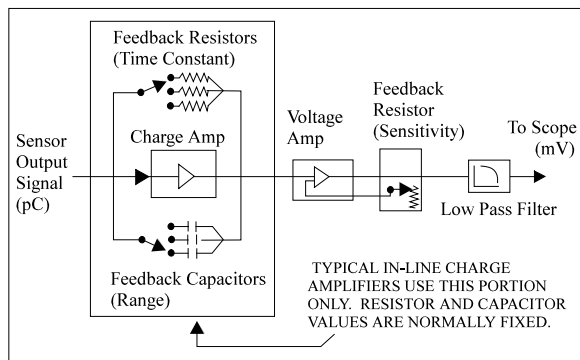 Feedback Resistors
(Time Constant)
Charge Amp
Sensor
Output
Signal
(pC)
Feedback Capacitors
(Range)
Voltage
Amp
Feedback
Resistor
(Sensitivity)
To Scope
(mV)
Low Pass Filter
TYPICAL IN-LINE CHARGE
AMPLIFIERS USE THIS PORTION
ONLY. RESISTOR AND CAPACITOR
VALUES ARE NORMALLY FIXED.